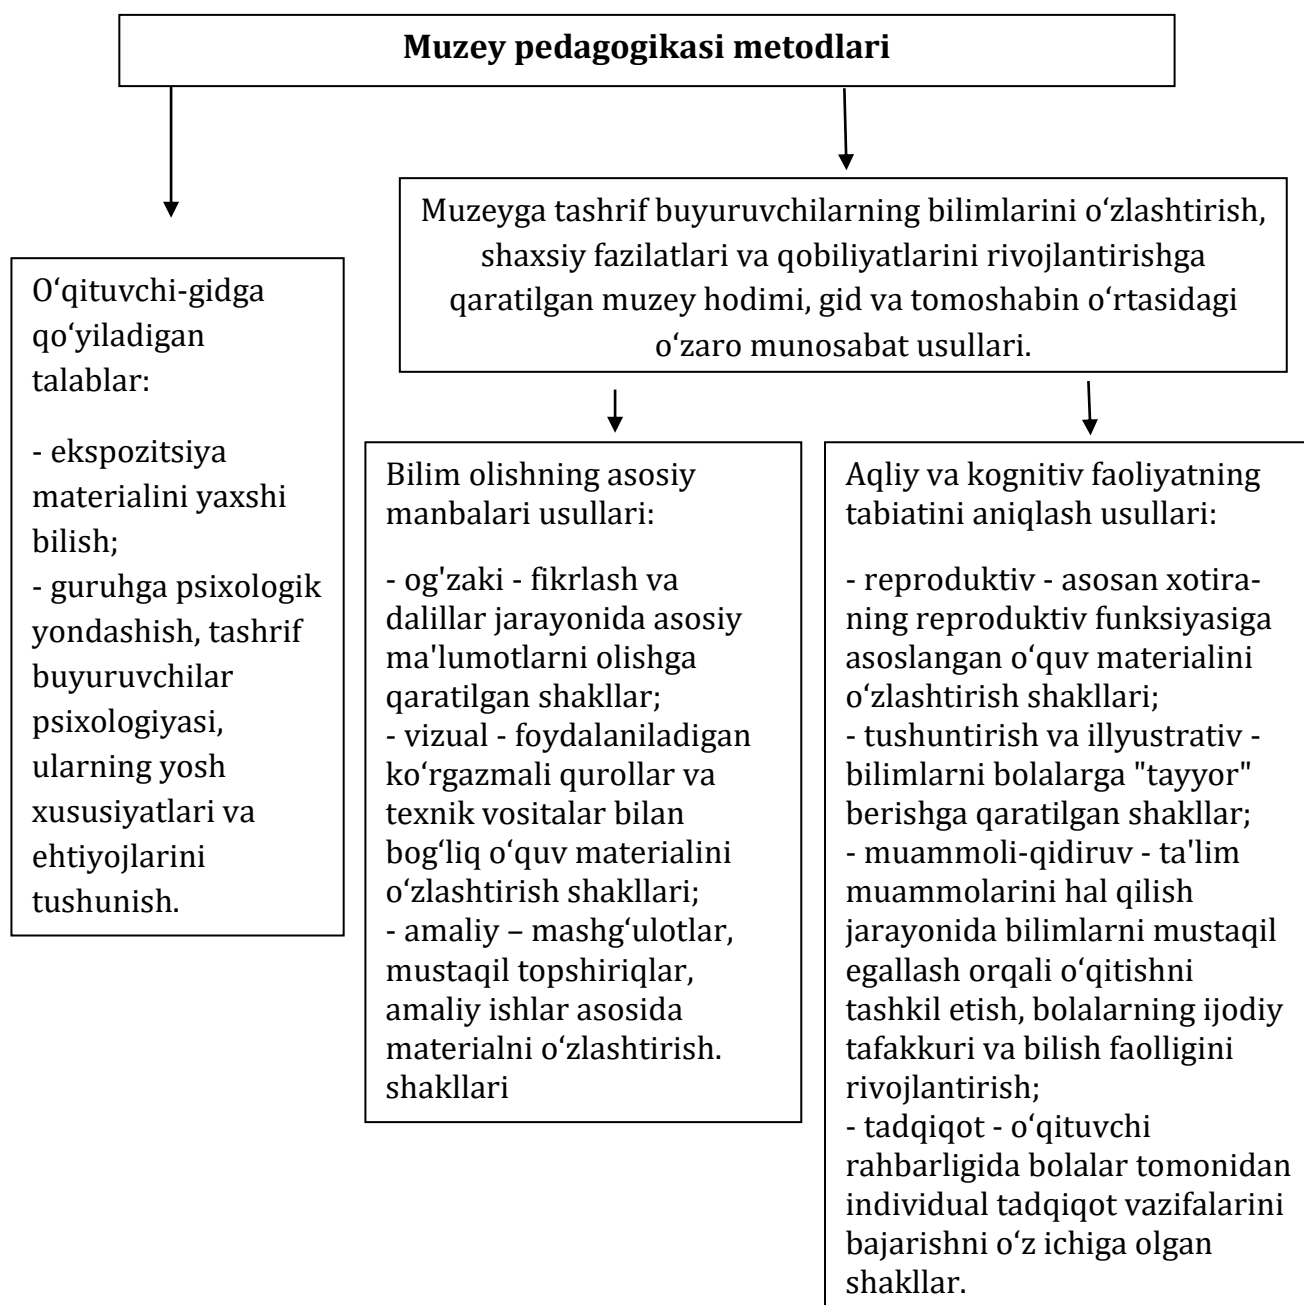 Muzey pedagogikasi metodlari
Muzeyga tashrif buyuruvchilarning bilimlarini o‘zlashtirish,
shaxsiy fazilatlari va qobiliyatlarini rivojlantirishga
qaratilgan muzey hodimi, gid va tomoshabin o‘rtasidagi
o‘zaro munosabat usullari.
O‘qituvchi-gidga
qo‘yiladigan
talablar:
- ekspozitsiya
materialini yaxshi
bilish;
- guruhga psixologik
yondashish, tashrif
buyuruvchilar
psixologiyasi,
ularning yosh
xususiyatlari va
ehtiyojlarini
tushunish.
Bilim olishning asosiy
manbalari usullari:
- og'zaki - fikrlash va
dalillar jarayonida asosiy
ma'lumotlarni olishga
qaratilgan shakllar;
- vizual - foydalaniladigan
ko‘rgazmali qurollar va
texnik vositalar bilan
bog‘liq o‘quv materialini
o‘zlashtirish shakllari;
- amaliy – mashg‘ulotlar,
mustaqil topshiriqlar,
amaliy ishlar asosida
materialni o‘zlashtirish.
shakllari
Aqliy va kognitiv faoliyatning
tabiatini aniqlash usullari:
- reproduktiv - asosan xotira-
ning reproduktiv funksiyasiga
asoslangan o‘quv materialini
o‘zlashtirish shakllari;
- tushuntirish va illyustrativ -
bilimlarni bolalarga "tayyor"
berishga qaratilgan shakllar;
- muammoli-qidiruv - ta'lim
muammolarini hal qilish
jarayonida bilimlarni mustaqil
egallash orqali o‘qitishni
tashkil etish, bolalarning ijodiy
tafakkuri va bilish faolligini
rivojlantirish;
- tadqiqot - o‘qituvchi
rahbarligida bolalar tomonidan
individual tadqiqot vazifalarini
bajarishni o‘z ichiga olgan
shakllar.